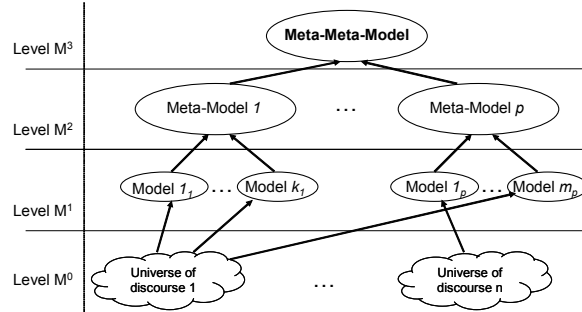 Meta-Meta-Model
Level M³
Meta-Model 1 ... Meta-Model p
Level M²
Model 1₁ ... Model k₁ Model 1ₚ ... Model mₚ
Level M¹
Universe of
discourse 1
...
Universe of
discourse n
Level M⁰